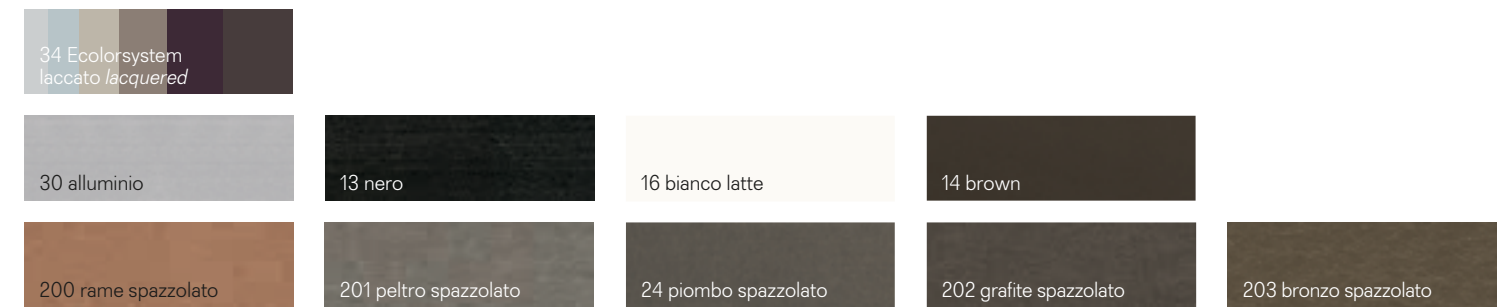 34 Ecolorsystem
laccato lacquered
30 alluminio
13 nero
16 bianco latte
14 brown
200 rame spazzolato
201 peltro spazzolato
24 piombo spazzolato
202 grafite spazzolato
203 bronzo spazzolato